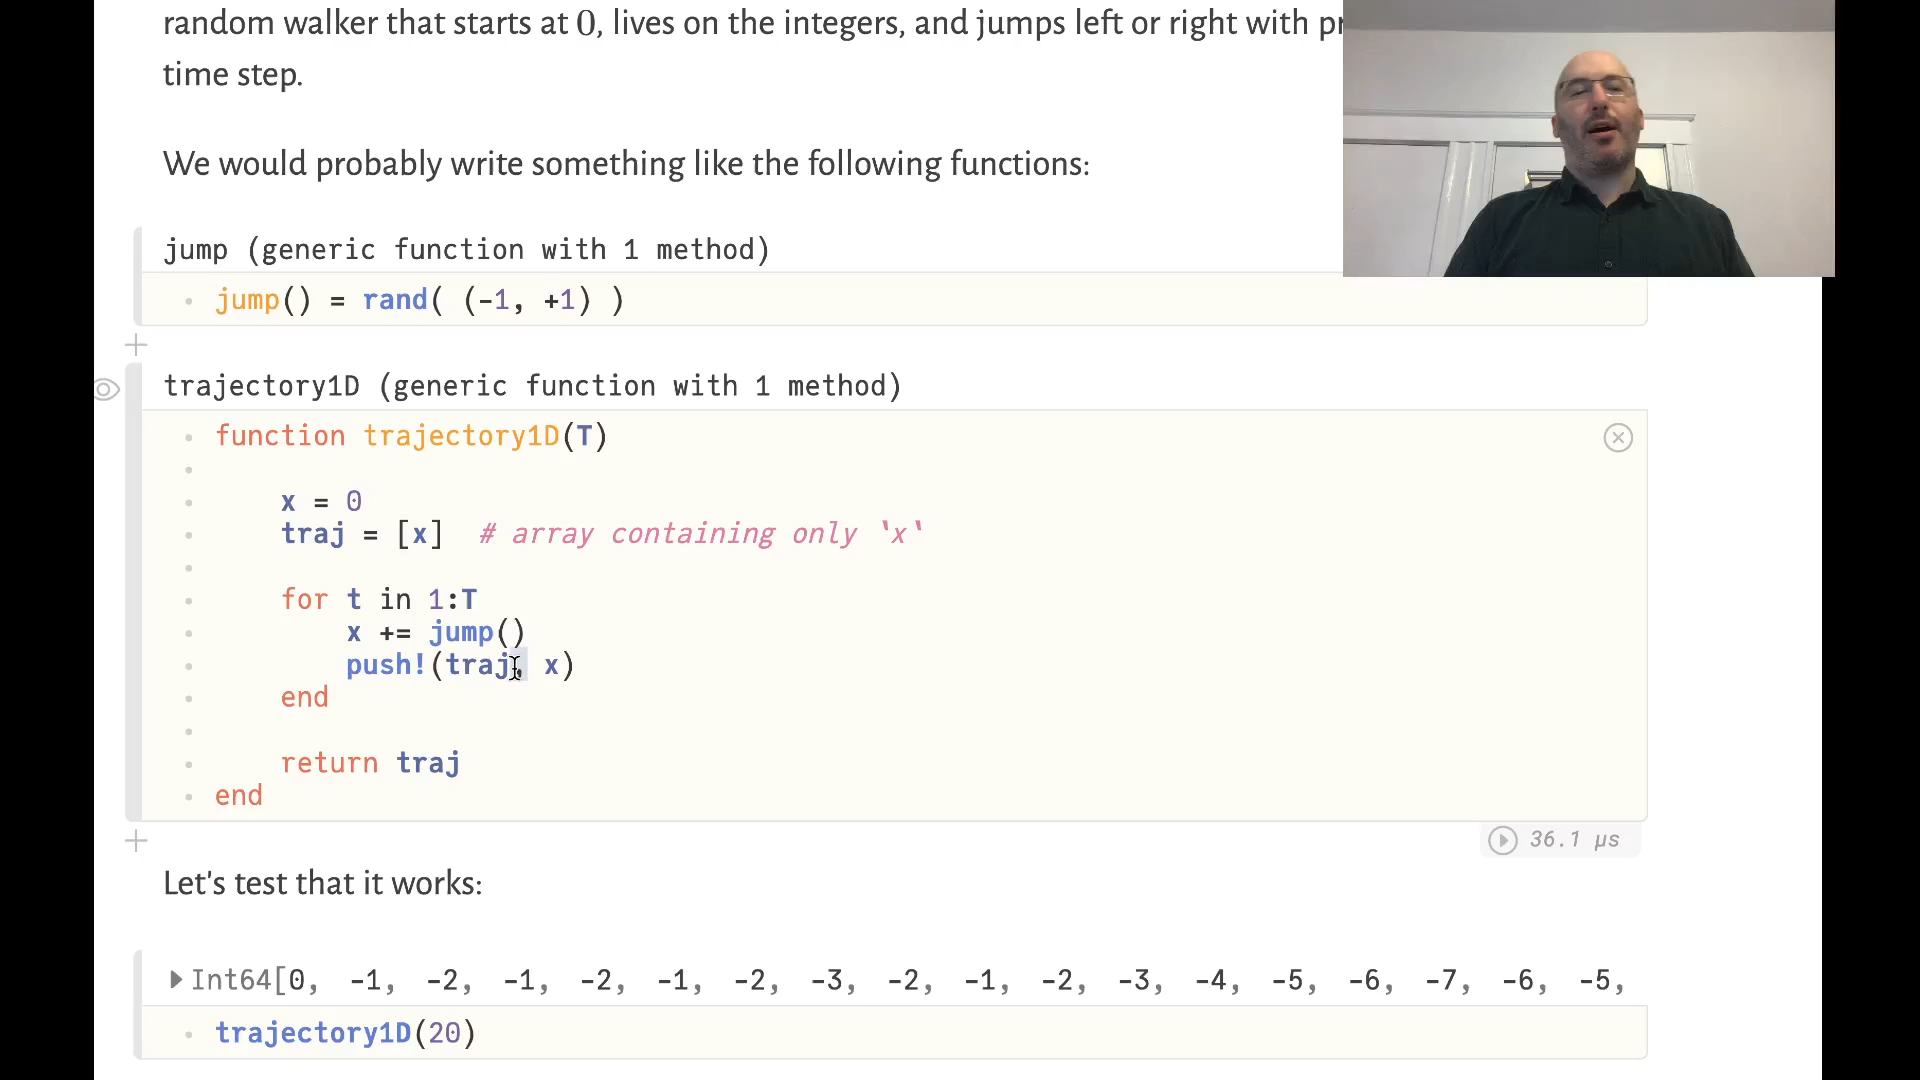 random walker that starts at 0, lives on the integers, and jumps left or right with
time step.
We would probably write something like the following functions:
jump (generic function with 1 method)
jump() = rand( (-1, +1) )
trajectory1D (generic function with 1 method)
function trajectory1D(T)
x = 0
traj = [x]  # array containing only `x`
for t in 1:T
x += jump()
push!(traj, x)
end
return traj
end
36.1 μs
Let's test that it works:
Int64[0, -1, -2, -1, -2, -1, -2, -3, -2, -1, -2, -3, -4, -5, -6, -7, -6, -5,
trajectory1D(20)